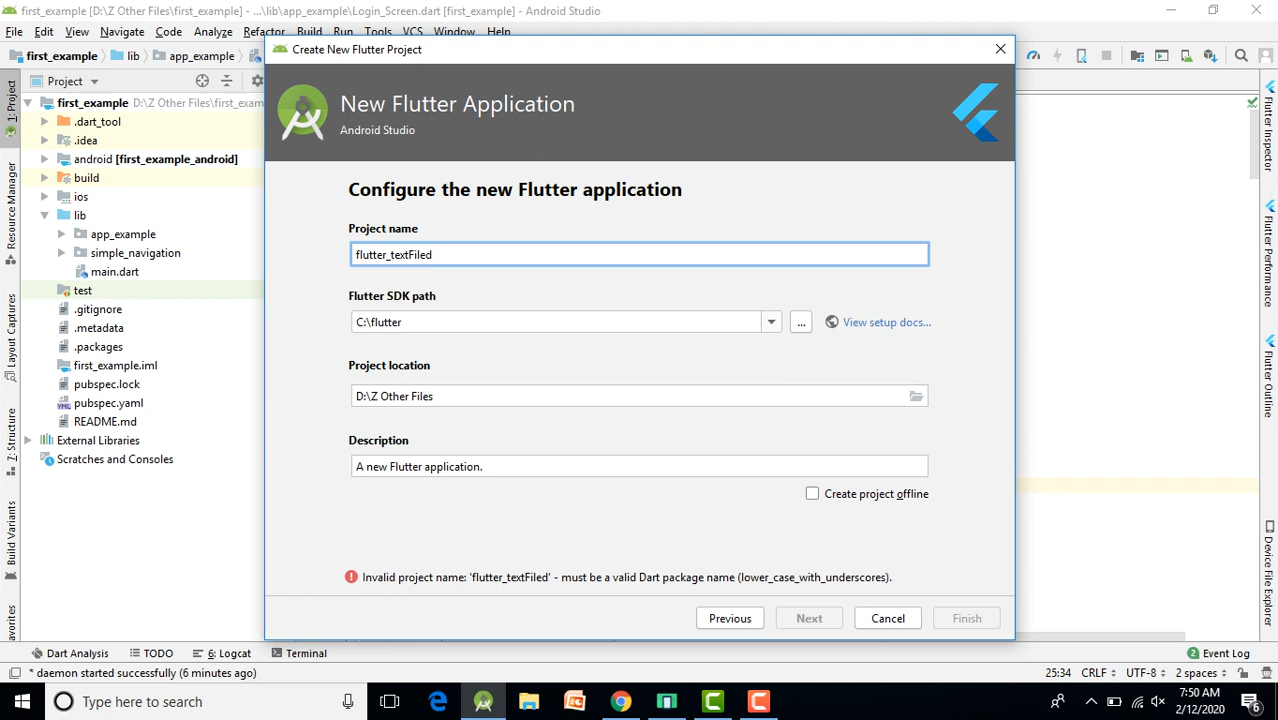 first_example [D:\Z Other Files\first_example] - ...\lib\app_example\Login_Screen.dart [first_example] - Android Studio
File Edit View Navigate Code Analyze Refactor Build Run Tools VCS Window Help
first_example lib app_example
Create New Flutter Project
New Flutter Application
Android Studio
1: Project
Resource Manager
Layout Captures
Z: Structure
Build Variants
avorites
Project
first_example D:\Z Other Files\first_exam
.dart_tool
.idea
android [first_example_android]
build
ios
lib
app_example
simple_navigation
main.dart
test
.gitignore
.metadata
.packages
first_example.iml
pubspec.lock
pubspec.yaml
README.md
External Libraries
Scratches and Consoles
Configure the new Flutter application
Project name
flutter_textFiled
Flutter SDK path
C:\flutter
...
View setup docs...
Project location
D:\Z Other Files
Description
A new Flutter application.
Create project offline
Invalid project name: 'flutter_textFiled' - must be a valid Dart package name (lower_case_with_underscores).
Previous Next Cancel Finish
Flutter Inspector
Flutter Performance
Flutter Outline
Device File Explorer
Dart Analysis TODO 6: Logcat Terminal 2 Event Log
* daemon started successfully (6 minutes ago) 25:34 CRLF UTF-8 2 spaces
Type here to search
7:50 AM
2/12/2020
6